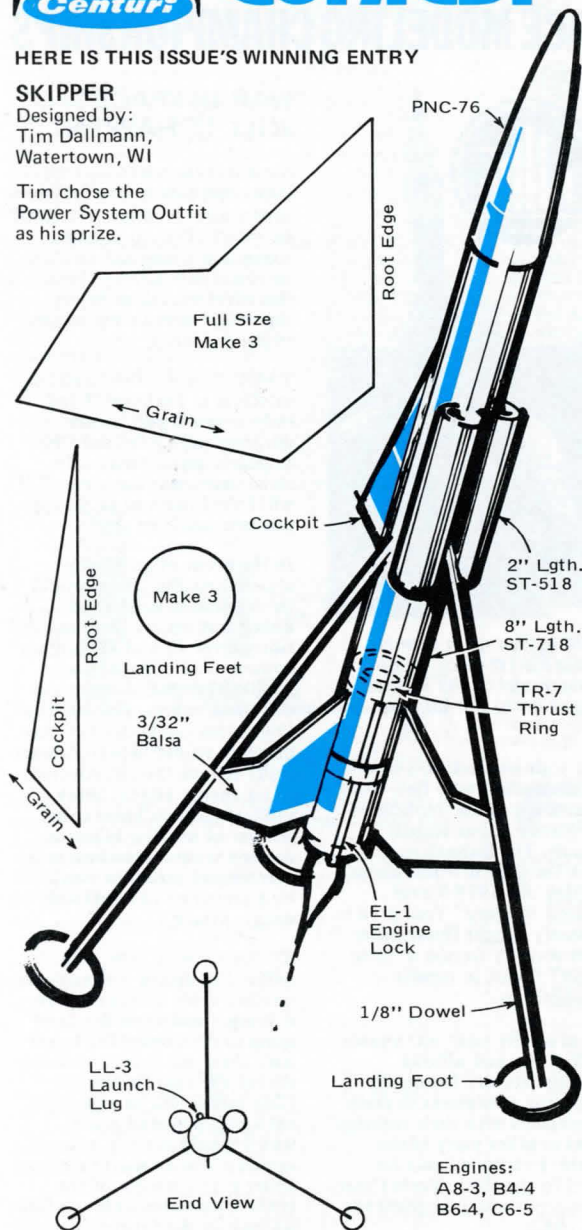 Centuri
CONTEST
HERE IS THIS ISSUE'S WINNING ENTRY
SKIPPER
Designed by:
Tim Dallmann,
Watertown, WI
Tim chose the
Power System Outfit
as his prize.
PNC-76
Root Edge
Full Size
Make 3
Grain
Cockpit
2" Lgth.
ST-518
Root Edge
Make 3
Landing Feet
8" Lgth.
ST-718
3/32"
Balsa
TR-7
Thrust
Ring
Cockpit
Grain
EL-1
Engine
Lock
1/8" Dowel
LL-3
Launch
Lug
Landing Foot
End View
Engines:
A8-3, B4-4
B6-4, C6-5